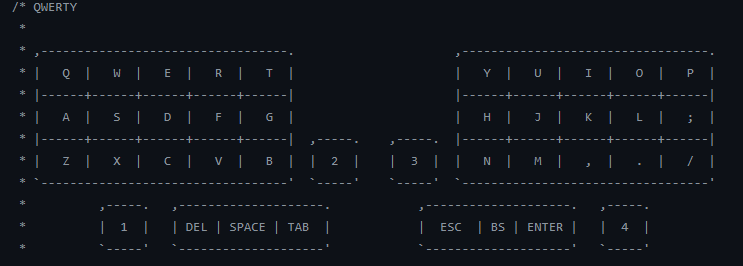 /* QWERTY
 *
 * ,----------------------------------.                       ,----------------------------------.
 * |   Q  |   W  |   E  |   R  |   T  |                       |   Y  |   U  |   I  |   O  |   P  |
 * |------+------+------+------+------|                       |------+------+------+------+------|
 * |   A  |   S  |   D  |   F  |   G  |                       |   H  |   J  |   K  |   L  |   ;  |
 * |------+------+------+------+------| ,-----.        ,-----. |------+------+------+------+------|
 * |   Z  |   X  |   C  |   V  |   B  | |  2  |        |  3  | |   N  |   M  |   ,  |   .  |   /  |
 * `----------------------------------' `-----'        `-----' `----------------------------------'
 *          ,-----.   ,--------------------.            ,--------------------.   ,-----.
 *          |  1  |   | DEL | SPACE | TAB  |            |  ESC  | BS | ENTER |   |  4  |
 *          `-----'   `--------------------'            `--------------------'   `-----'